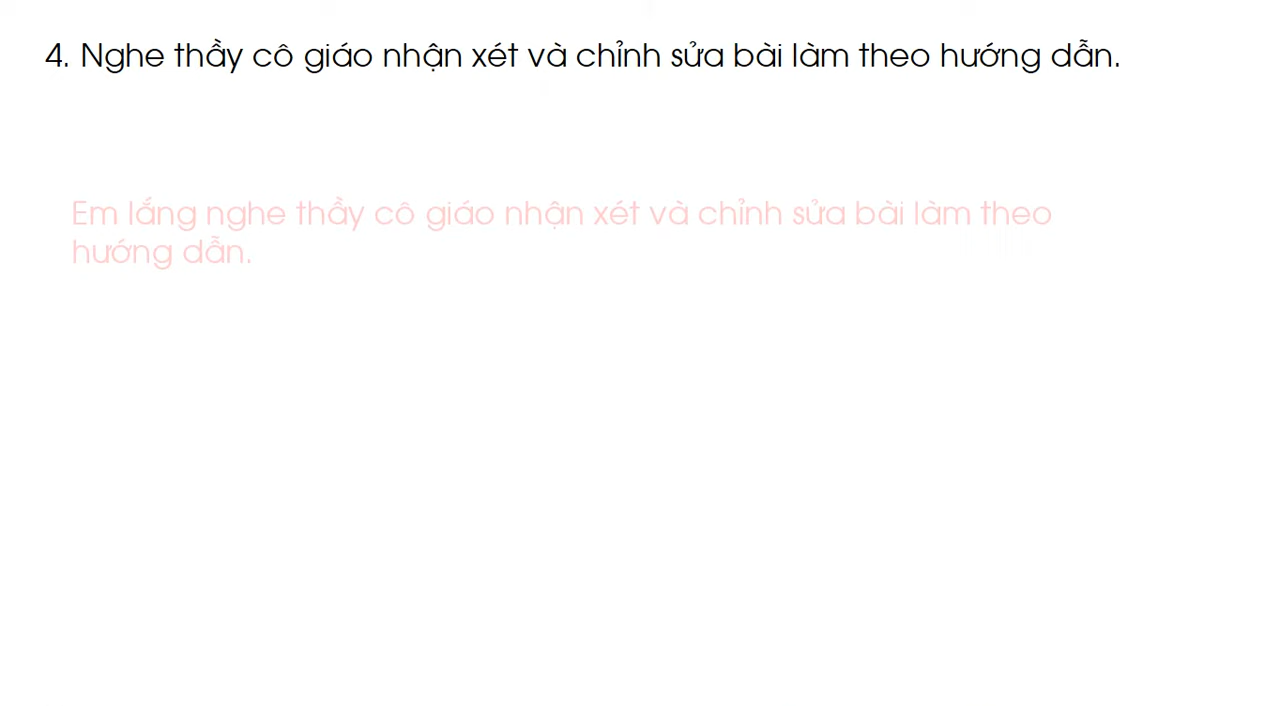 4. Nghe thầy cô giáo nhận xét và chỉnh sửa bài làm theo hướng dẫn.
Em lắng nghe thầy cô giáo nhận xét và chỉnh sửa bài làm theo
hướng dẫn.